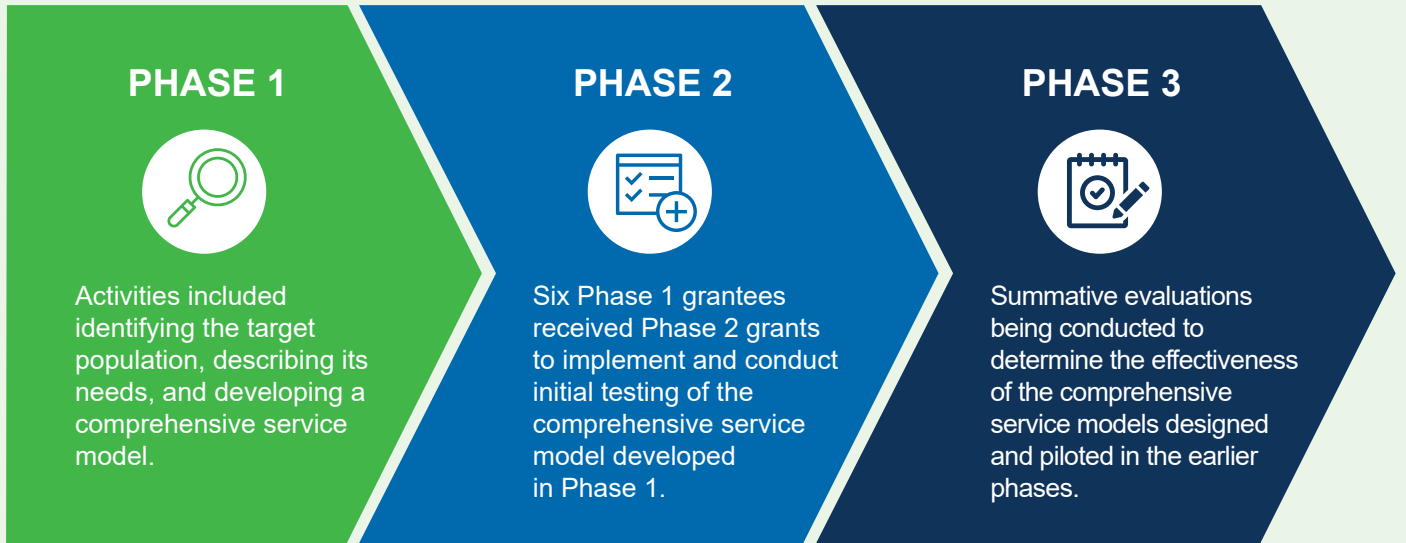 PHASE 1
Activities included
identifying the target
population, describing its
needs, and developing a
comprehensive service
model.
PHASE 2
Six Phase 1 grantees
received Phase 2 grants
to implement and conduct
initial testing of the
comprehensive service
model developed
in Phase 1.
PHASE 3
Summative evaluations
being conducted to
determine the effectiveness
of the comprehensive
service models designed
and piloted in the earlier
phases.